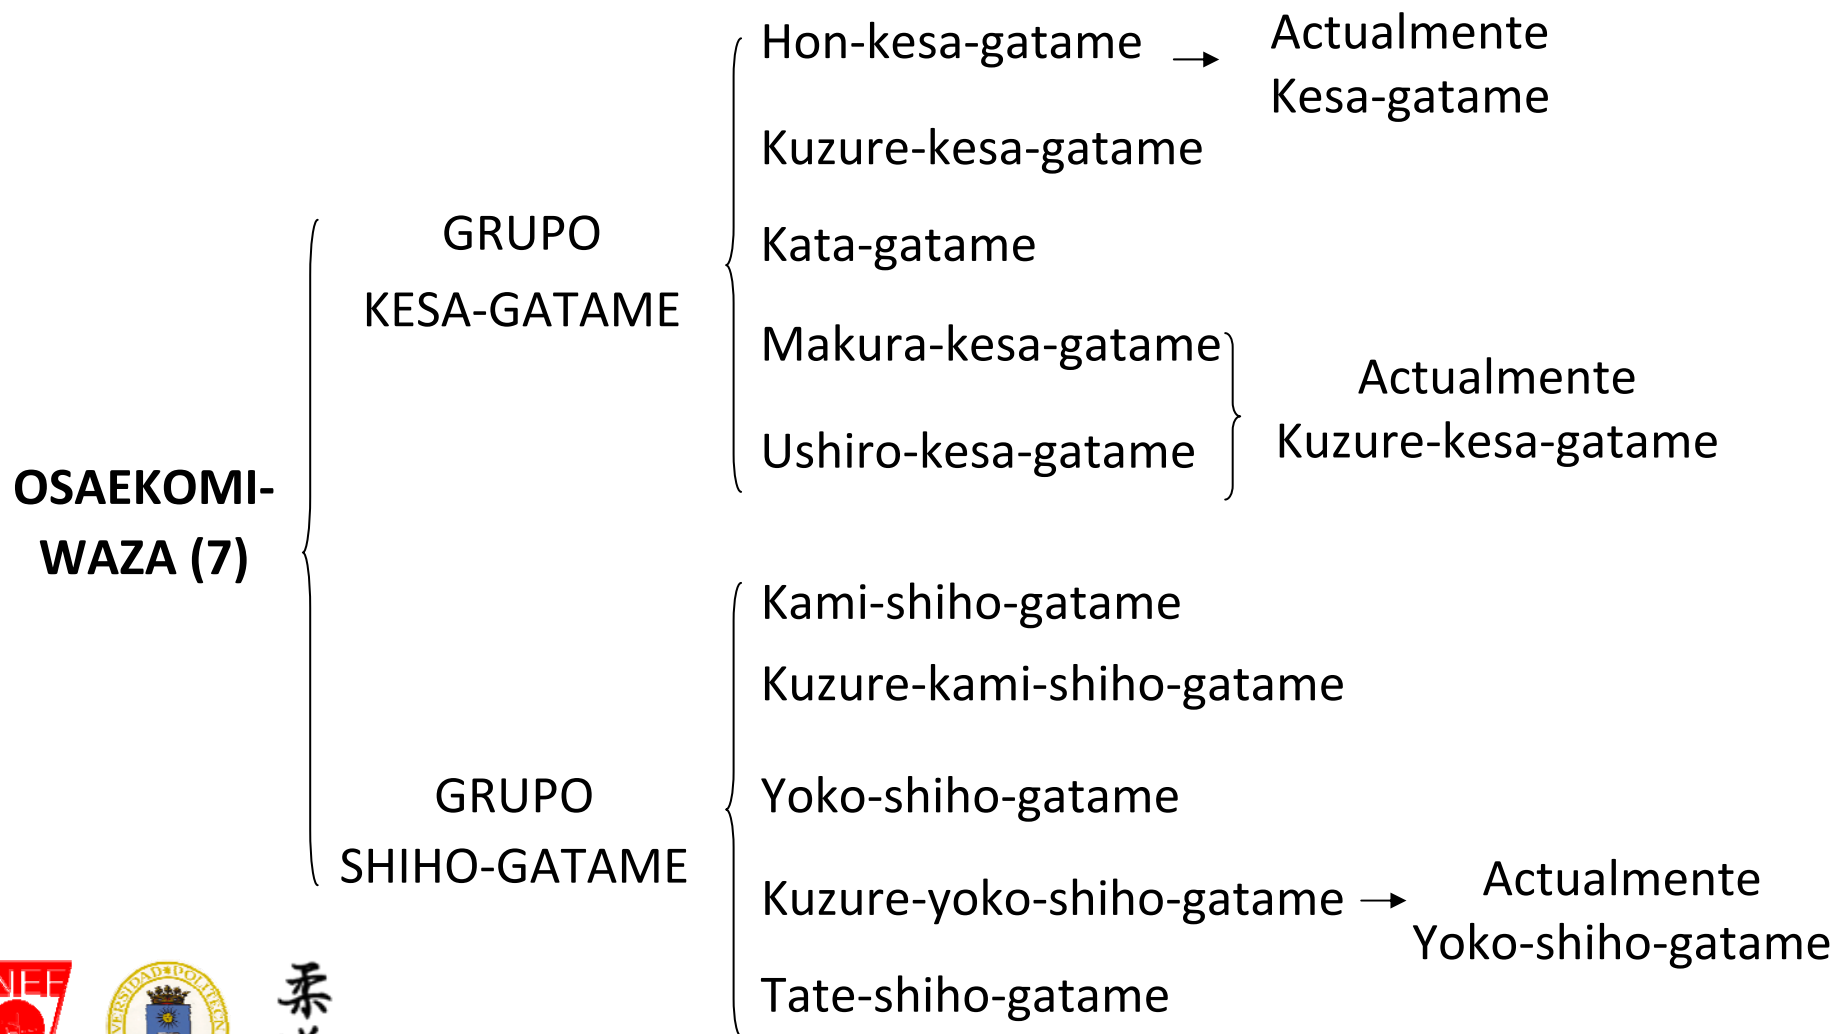 OSAEKOMI-
WAZA (7)
GRUPO
KESA-GATAME
Hon-kesa-gatame
Actualmente
Kesa-gatame
Kuzure-kesa-gatame
Kata-gatame
Makura-kesa-gatame
Ushiro-kesa-gatame
Actualmente
Kuzure-kesa-gatame
GRUPO
SHIHO-GATAME
Kami-shiho-gatame
Kuzure-kami-shiho-gatame
Yoko-shiho-gatame
Kuzure-yoko-shiho-gatame
Actualmente
Yoko-shiho-gatame
Tate-shiho-gatame
柔